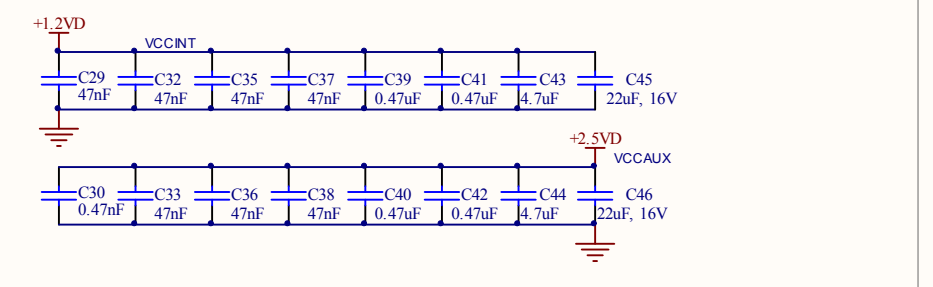 +1.2VD
VCCINT
C29 C32 C35 C37 C39 C41 C43 C45
47nF 47nF 47nF 47nF 0.47uF 0.47uF 4.7uF 22uF, 16V
+2.5VD
VCCAUX
C30 C33 C36 C38 C40 C42 C44 C46
0.47nF 47nF 47nF 47nF 0.47uF 0.47uF 4.7uF 22uF, 16V